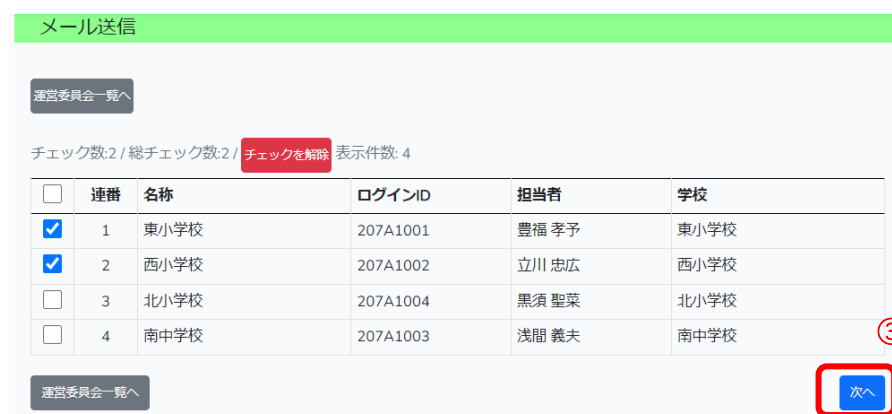 メール送信
運営委員会一覧へ
チェック数:2 / 総チェック数:2 / チェックを解除 表示件数: 4
連番 名称 ログインID 担当者 学校
1 東小学校 207A1001 豊福 孝予 東小学校
2 西小学校 207A1002 立川 忠広 西小学校
3 北小学校 207A1004 黒須 聖菜 北小学校
4 南中学校 207A1003 浅間 義夫 南中学校
③
運営委員会一覧へ 次へ